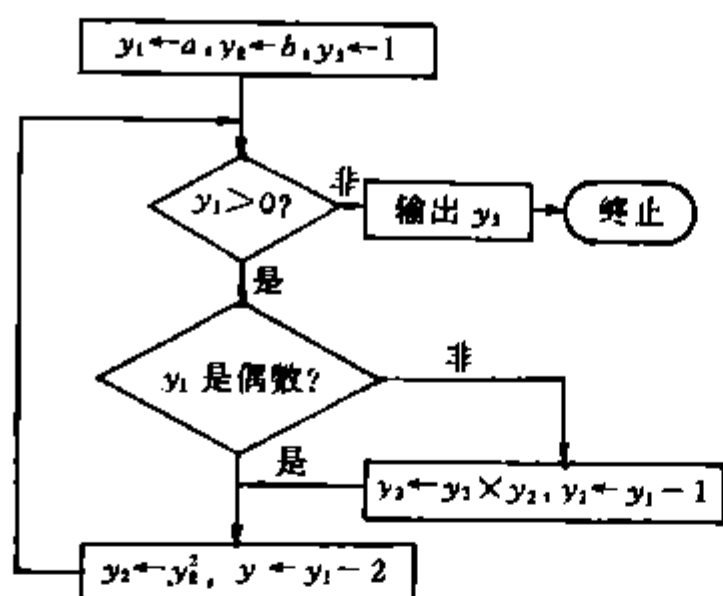 y₁←a, y₂←b, y₃←1
y₁>0?
非
输出 y₃
终止
是
y₁ 是偶数?
非
是
y₃←y₃×y₂, y₁←y₁-1
y₂←y₂², y←y₁-2